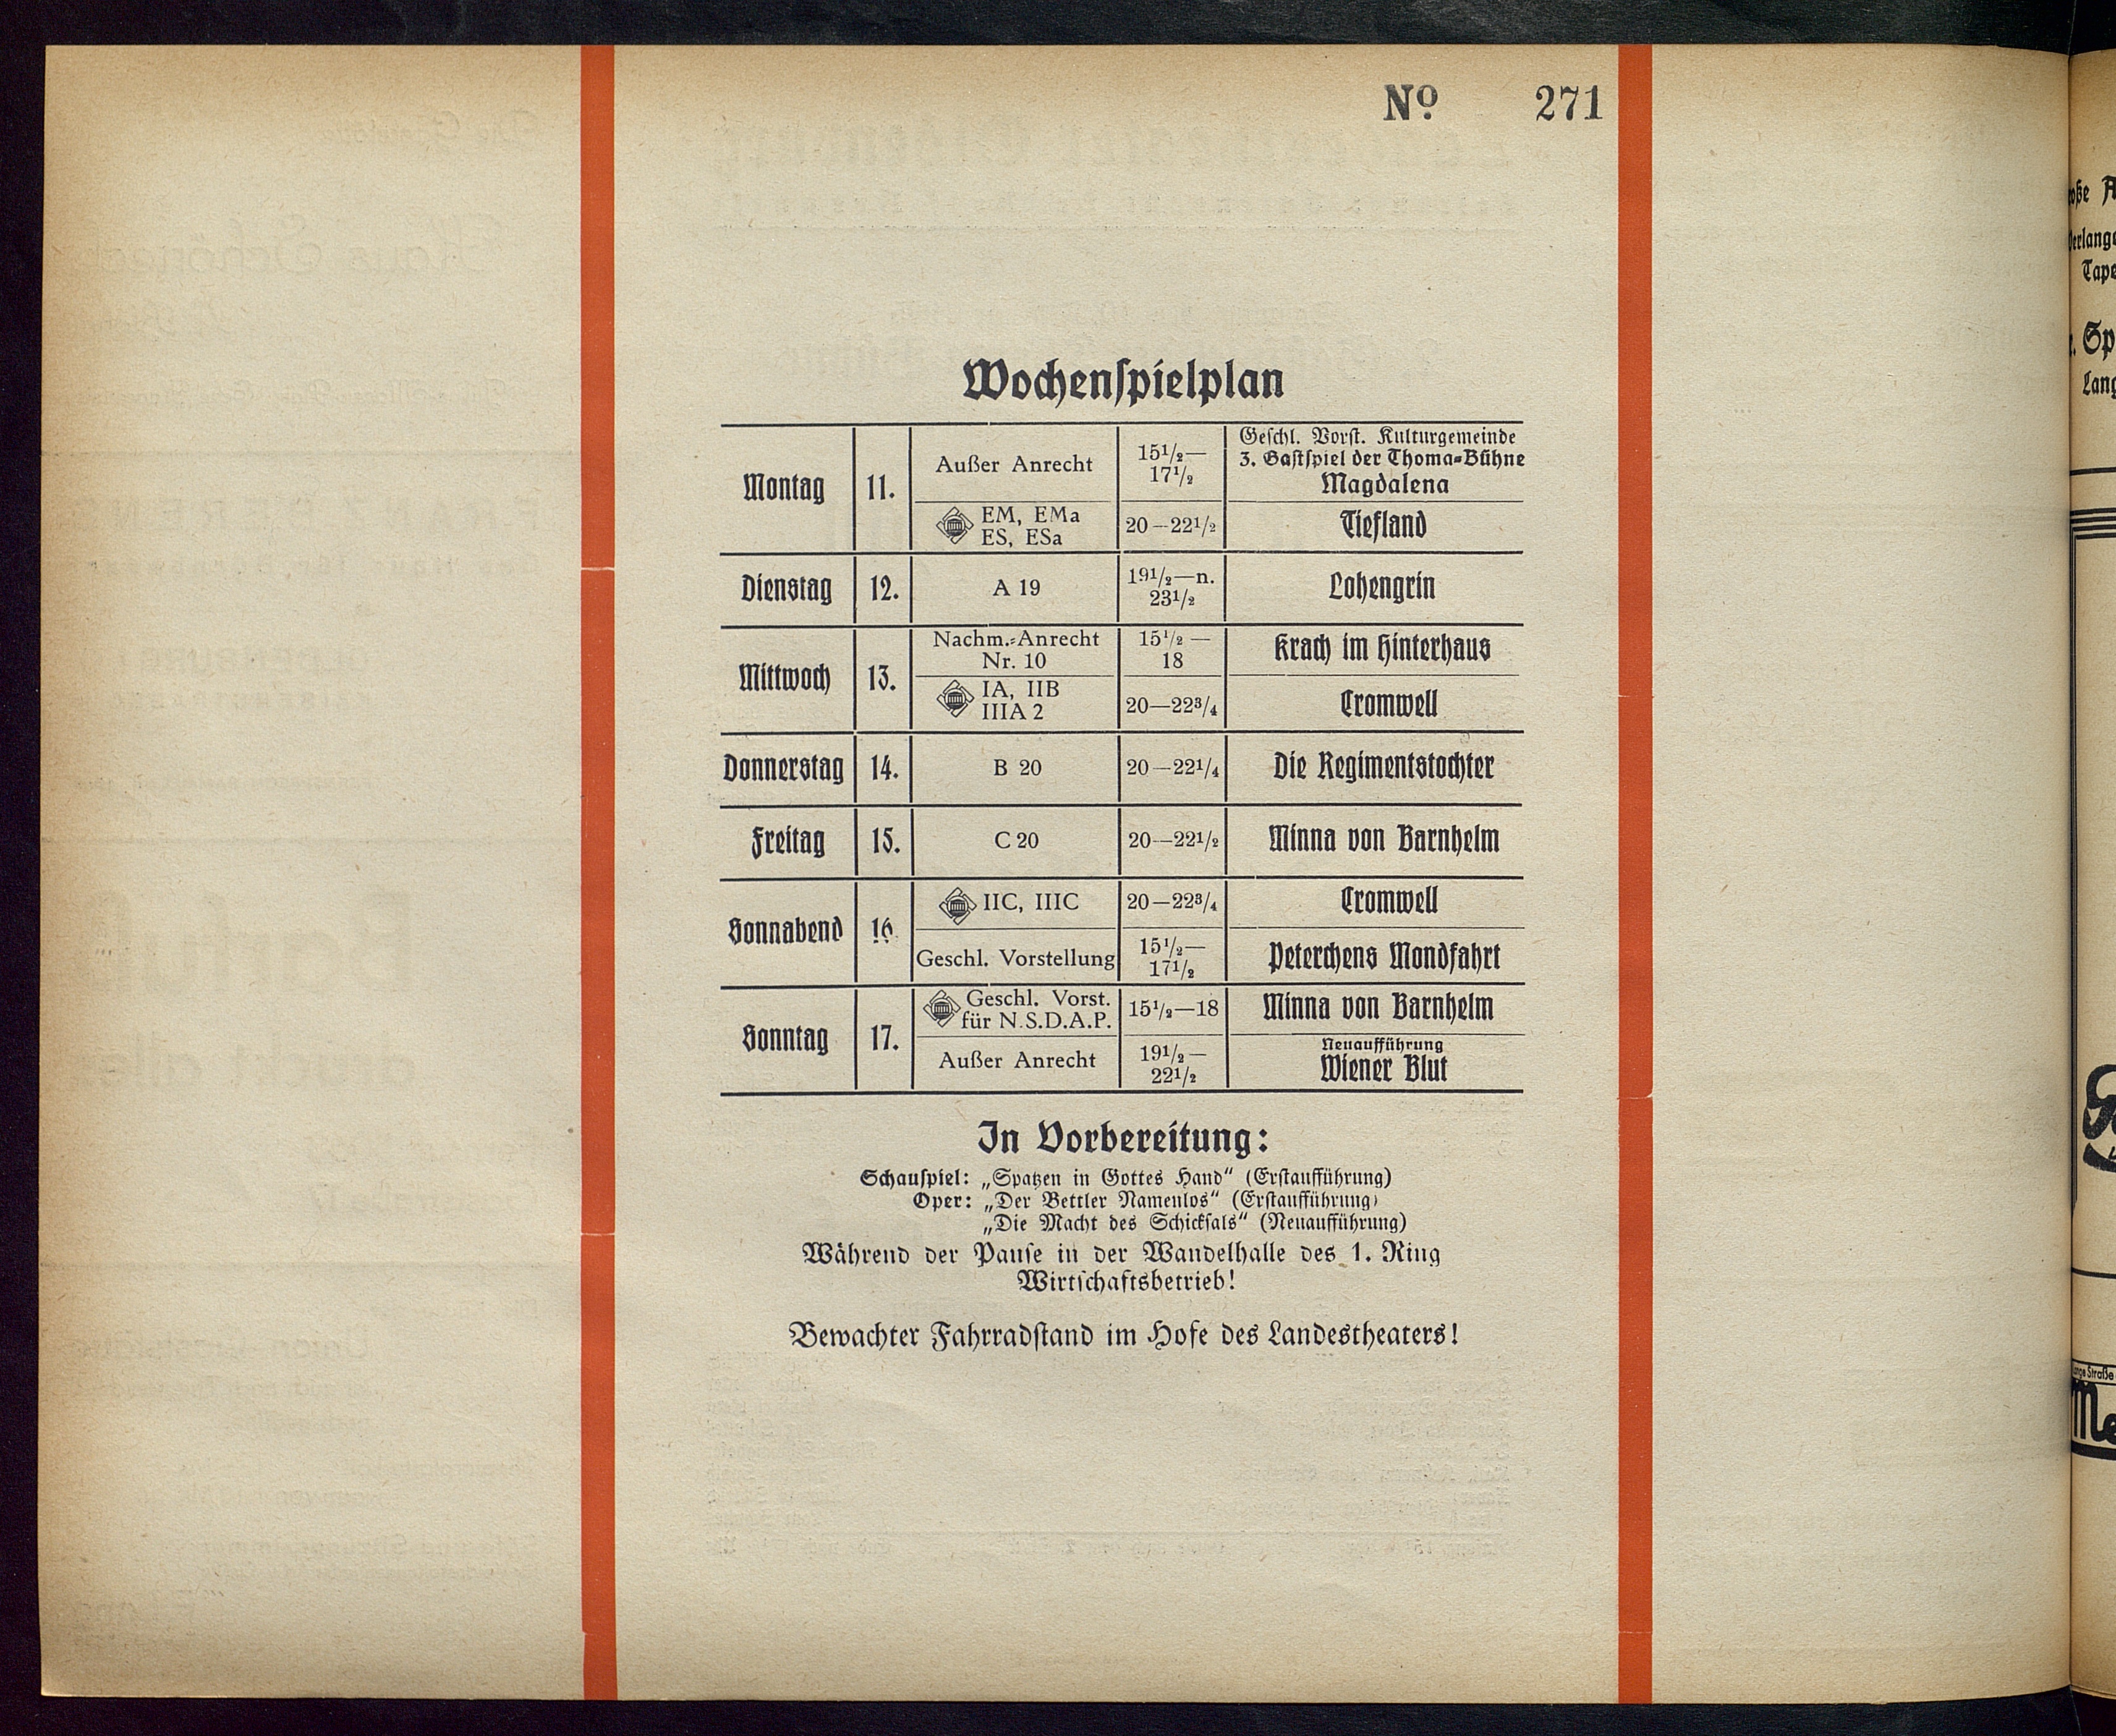 Nº 271
Wochenspielplan
Montag 11. Außer Anrecht 15½—17½ Geschl. Vorst. Kulturgemeinde
3. Gastspiel der Thoma=Bühne
Magdalena
EM, EMa
ES, ESa 20—22½ Tiefland
Dienstag 12. A 19 19½—n. 23½ Lohengrin
Mittwoch 13. Nachm.=Anrecht
Nr. 10 15½—18 Krach im Hinterhaus
IA, IIB
IIIA 2 20—22¾ Cromwell
Donnerstag 14. B 20 20—22¼ Die Regimentstochter
Freitag 15. C 20 20—22½ Minna von Barnhelm
Sonnabend 16. IIC, IIIC 20—22¾ Cromwell
Geschl. Vorstellung 15½—17½ Peterchens Mondfahrt
Sonntag 17. Geschl. Vorst.
für N.S.D.A.P. 15½—18 Minna von Barnhelm
Außer Anrecht 19½—22½ Neuaufführung
Wiener Blut
In Vorbereitung:
Schauspiel: „Spatzen in Gottes Hand“ (Erstaufführung)
Oper: „Der Bettler Namenlos“ (Erstaufführung)
„Die Macht des Schicksals“ (Neuaufführung)
Während der Pause in der Wandelhalle des 1. Ring
Wirtschaftsbetrieb!
Bewachter Fahrradstand im Hofe des Landestheaters!